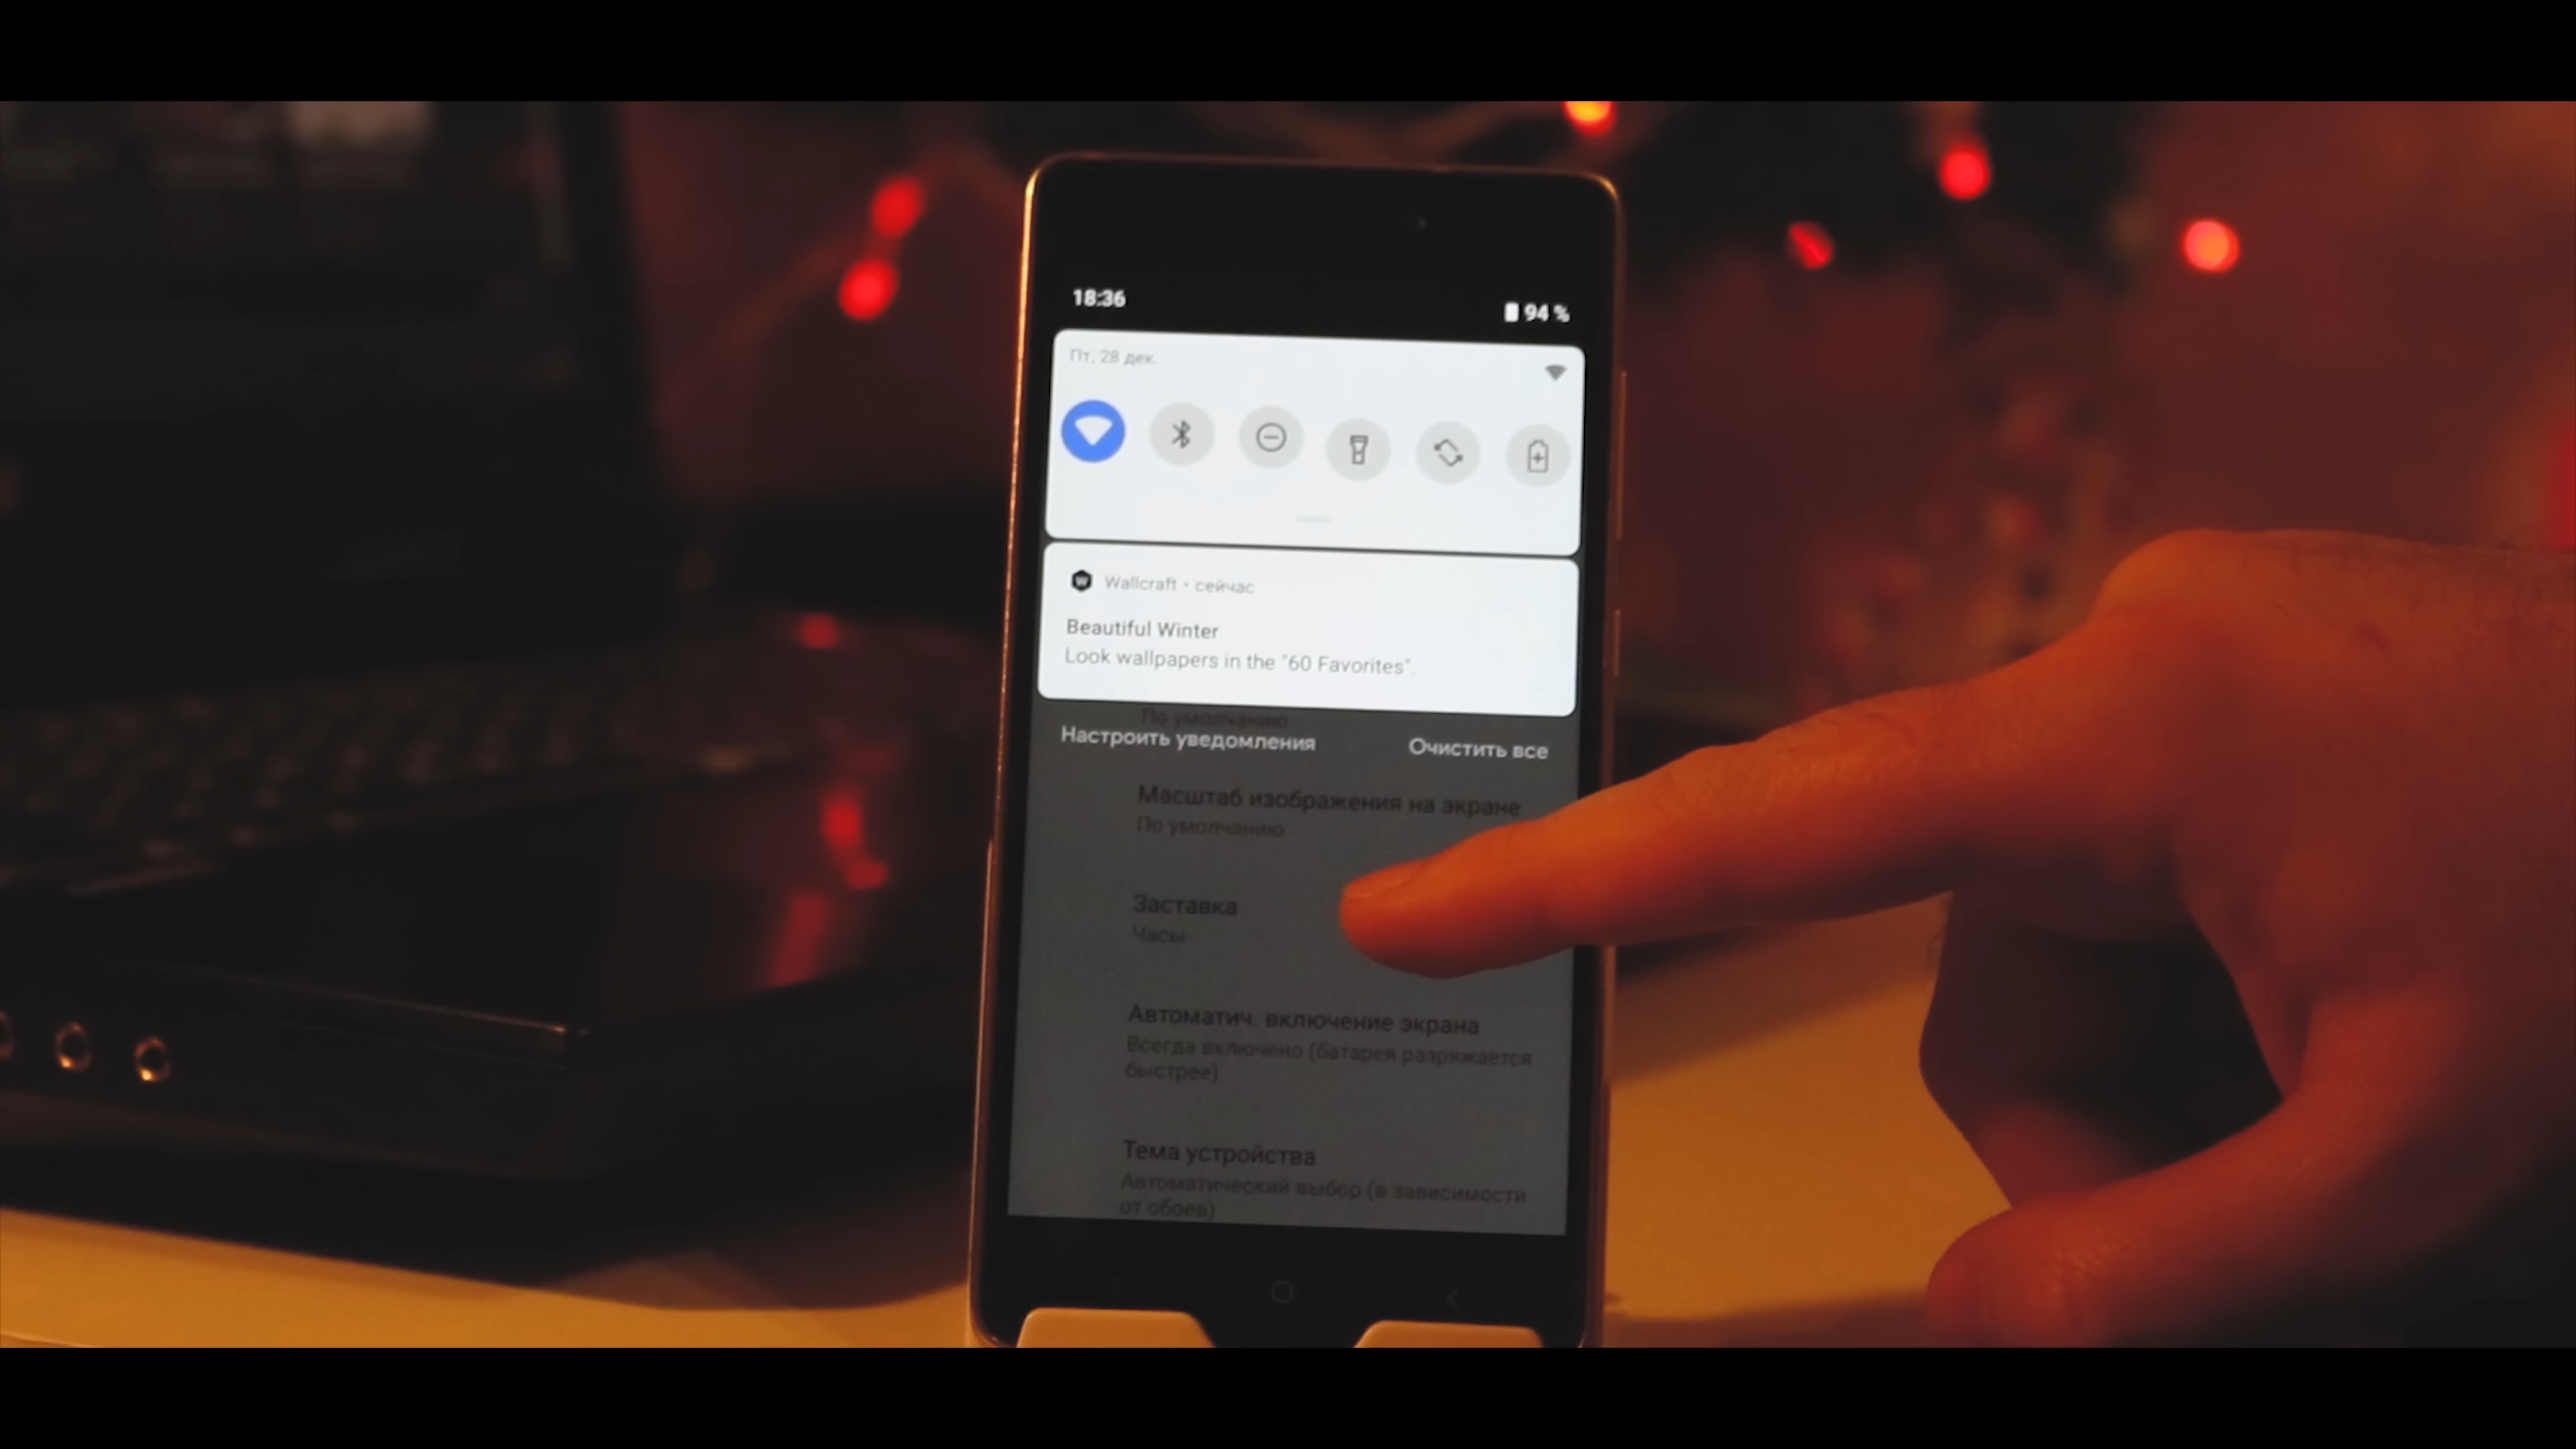 18:36
94 %
Пт, 28 дек.
Wallcraft • сейчас
Beautiful Winter
Look wallpapers in the "60 Favorites".
По умолчанию
Настроить уведомления
Очистить все
Масштаб изображения на экране
По умолчанию
Заставка
Часы
Автоматич. включение экрана
Всегда включено (батарея разряжается
быстрее)
Тема устройства
Автоматический выбор (в зависимости
от обоев)